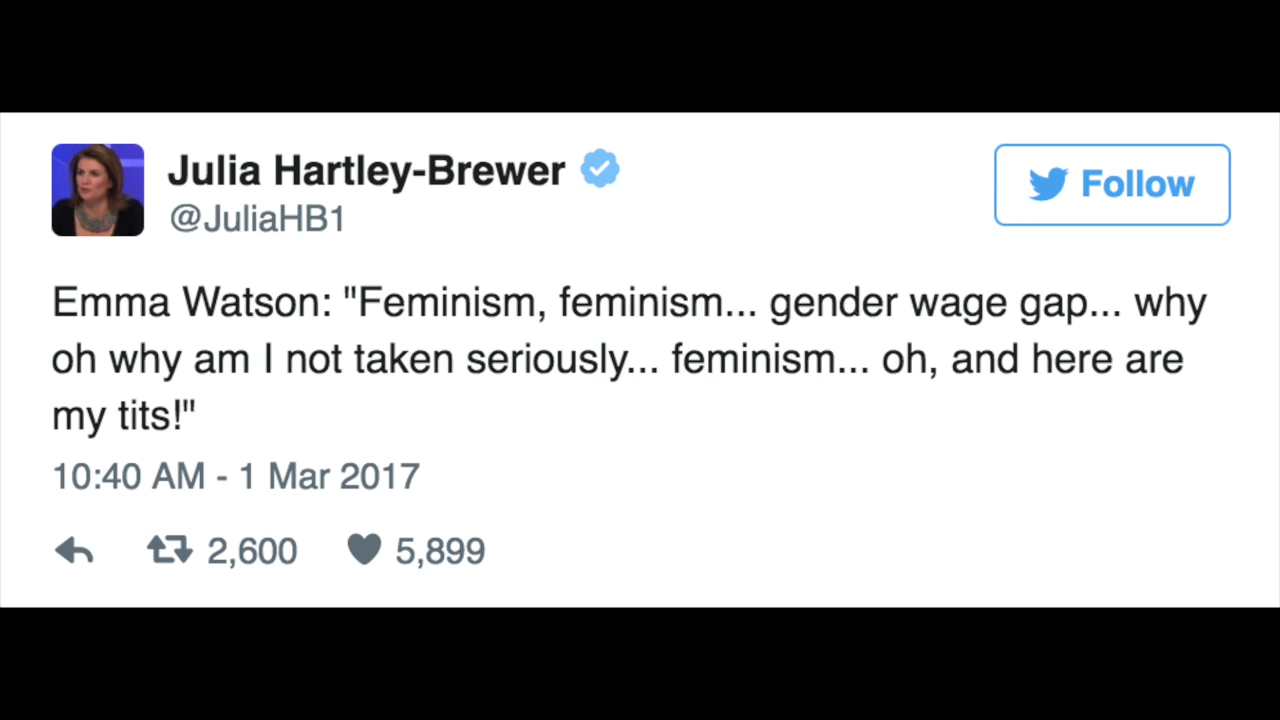 Julia Hartley-Brewer
@JuliaHB1
Follow
Emma Watson: "Feminism, feminism... gender wage gap... why
oh why am I not taken seriously... feminism... oh, and here are
my tits!"
10:40 AM - 1 Mar 2017
2,600 5,899